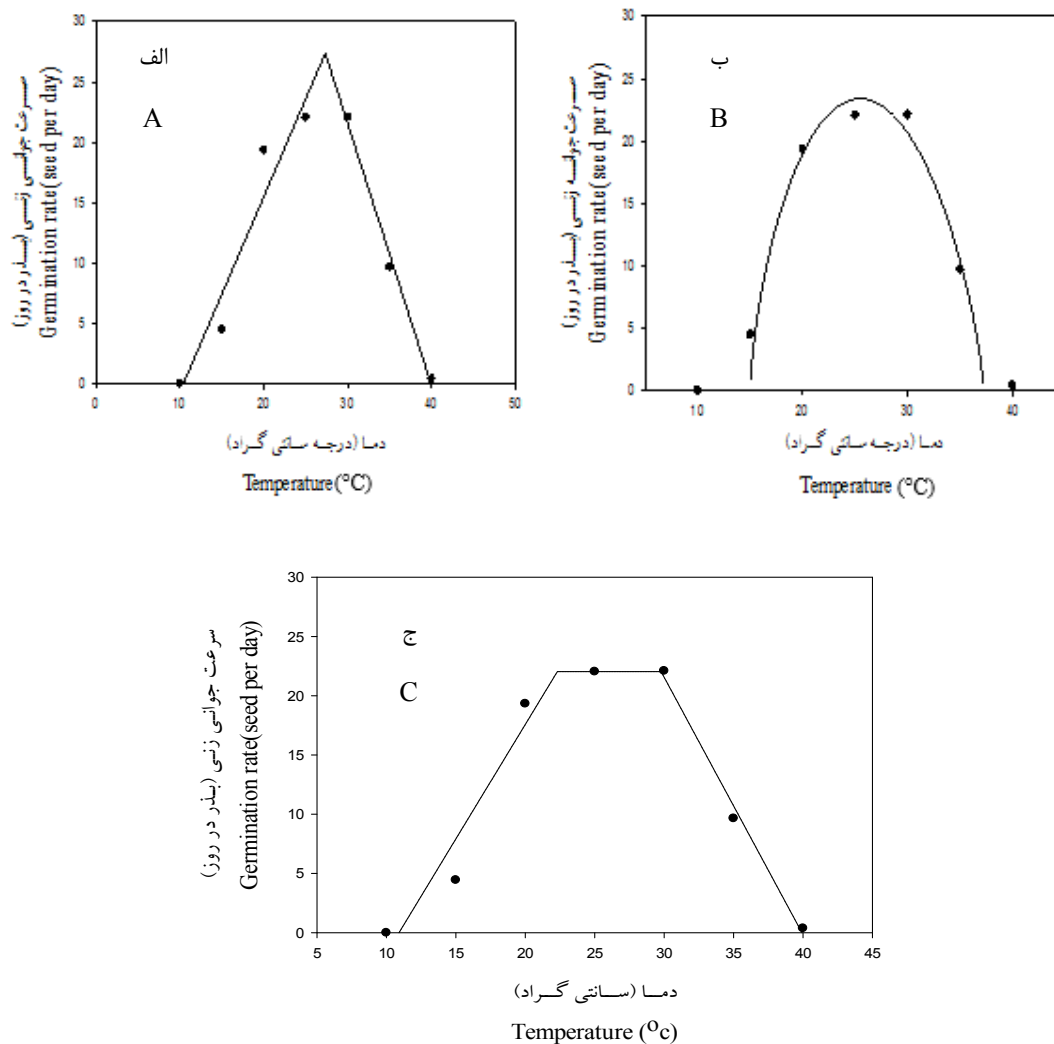 30
25
20
15
10
5
0
الف
A
سرعت جوانی زنی (بذر در روز)
Germination rate(seed per day)
0 10 20 30 40 50
دما (درجه سانتی گراد)
Temperature(°C)
30
25
20
15
10
5
0
ب
B
سرعت جوانه زنی (بذر در روز)
Germination rate(seed per day)
10 20 30 40
دما (درجه سانتی گراد)
Temperature (°C)
30
25
20
15
10
5
0
ج
C
سرعت جوانی زنی (بذر در روز)
Germination rate(seed per day)
5 10 15 20 25 30 35 40 45
دما (سانتی گراد)
Temperature (°c)